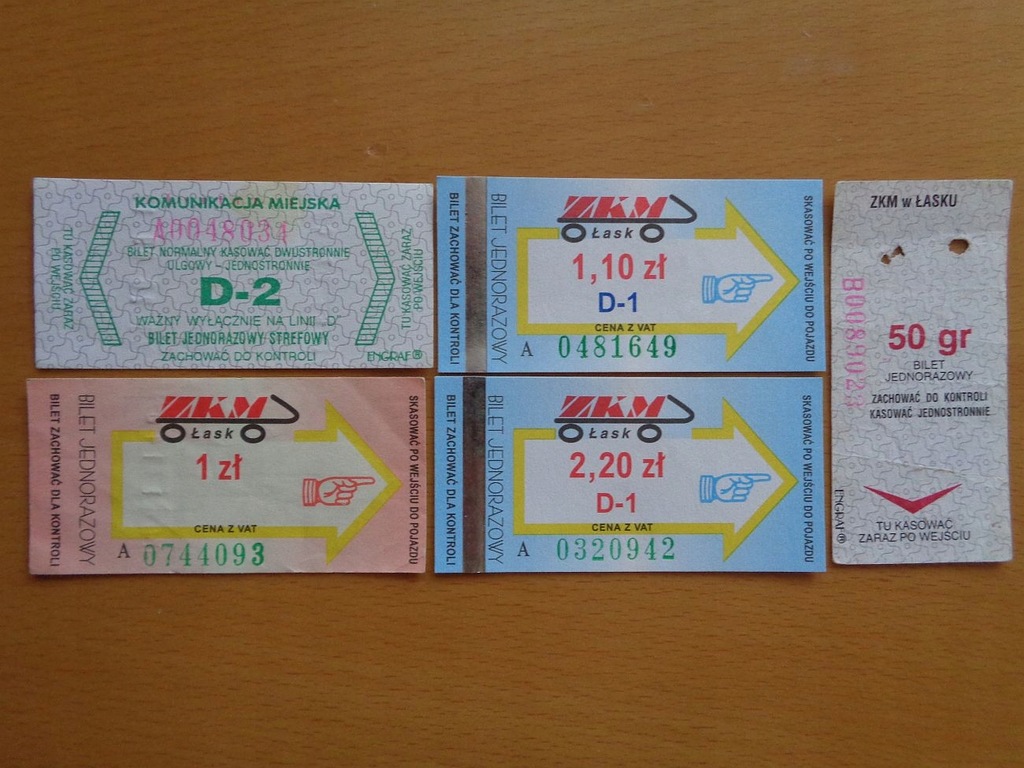 KOMUNIKACJA MIEJSKA
A0048034
BILET NORMALNY KASOWAĆ DWUSTRONNIE
ULGOWY - JEDNOSTRONNIE
D-2
WAŻNY WYŁĄCZNIE NA LINII „D”
BILET JEDNORAZOWY STREFOWY
ZACHOWAĆ DO KONTROLI
ENGRAF®
TU KASOWAĆ ZARAZ
PO WEJŚCIU
TU KASOWAĆ ZARAZ
PO WEJŚCIU
BILET ZACHOWAĆ DLA KONTROLI
BILET JEDNORAZOWY
ZKM
Łask
1,10 zł
D-1
CENA Z VAT
A 0481649
SKASOWAĆ PO WEJŚCIU DO POJAZDU
ZKM w ŁASKU
B0089023
50 gr
BILET
JEDNORAZOWY
ZACHOWAĆ DO KONTROLI
KASOWAĆ JEDNOSTRONNIE
TU KASOWAĆ
ZARAZ PO WEJŚCIU
ENGRAF®
BILET ZACHOWAĆ DLA KONTROLI
BILET JEDNORAZOWY
ZKM
Łask
1 zł
CENA Z VAT
A 0744093
SKASOWAĆ PO WEJŚCIU DO POJAZDU
BILET ZACHOWAĆ DLA KONTROLI
BILET JEDNORAZOWY
ZKM
Łask
2,20 zł
D-1
CENA Z VAT
A 0320942
SKASOWAĆ PO WEJŚCIU DO POJAZDU